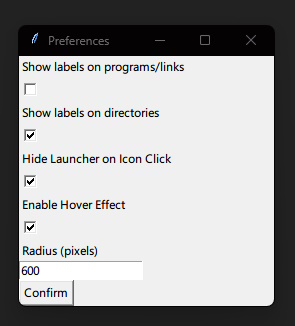 Preferences
Show labels on programs/links
Show labels on directories
Hide Launcher on Icon Click
Enable Hover Effect
Radius (pixels)
600
Confirm